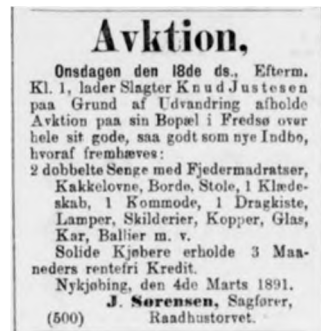 Avktion,
Onsdagen den 18de ds., Efterm.
Kl. 1, lader Slagter Knud Justesen
paa Grund af Udvandring afholde
Avktion paa sin Bopæl i Fredsø over
hele sit gode, saa godt som nye Indbo,
hvoraf fremhæves:
2 dobbelte Senge med Fjedermadratser,
Kakkelovne, Borde, Stole, 1 Klæde-
skab, 1 Kommode, 1 Dragkiste,
Lamper, Skilderier, Kopper, Glas,
Kar, Ballier m. v.
Solide Kjøbere erholde 3 Maa-
neders rentefri Kredit.
Nykjøbing, den 4de Marts 1891.
J. Sørensen, Sagfører,
(500) Raadhustorvet.